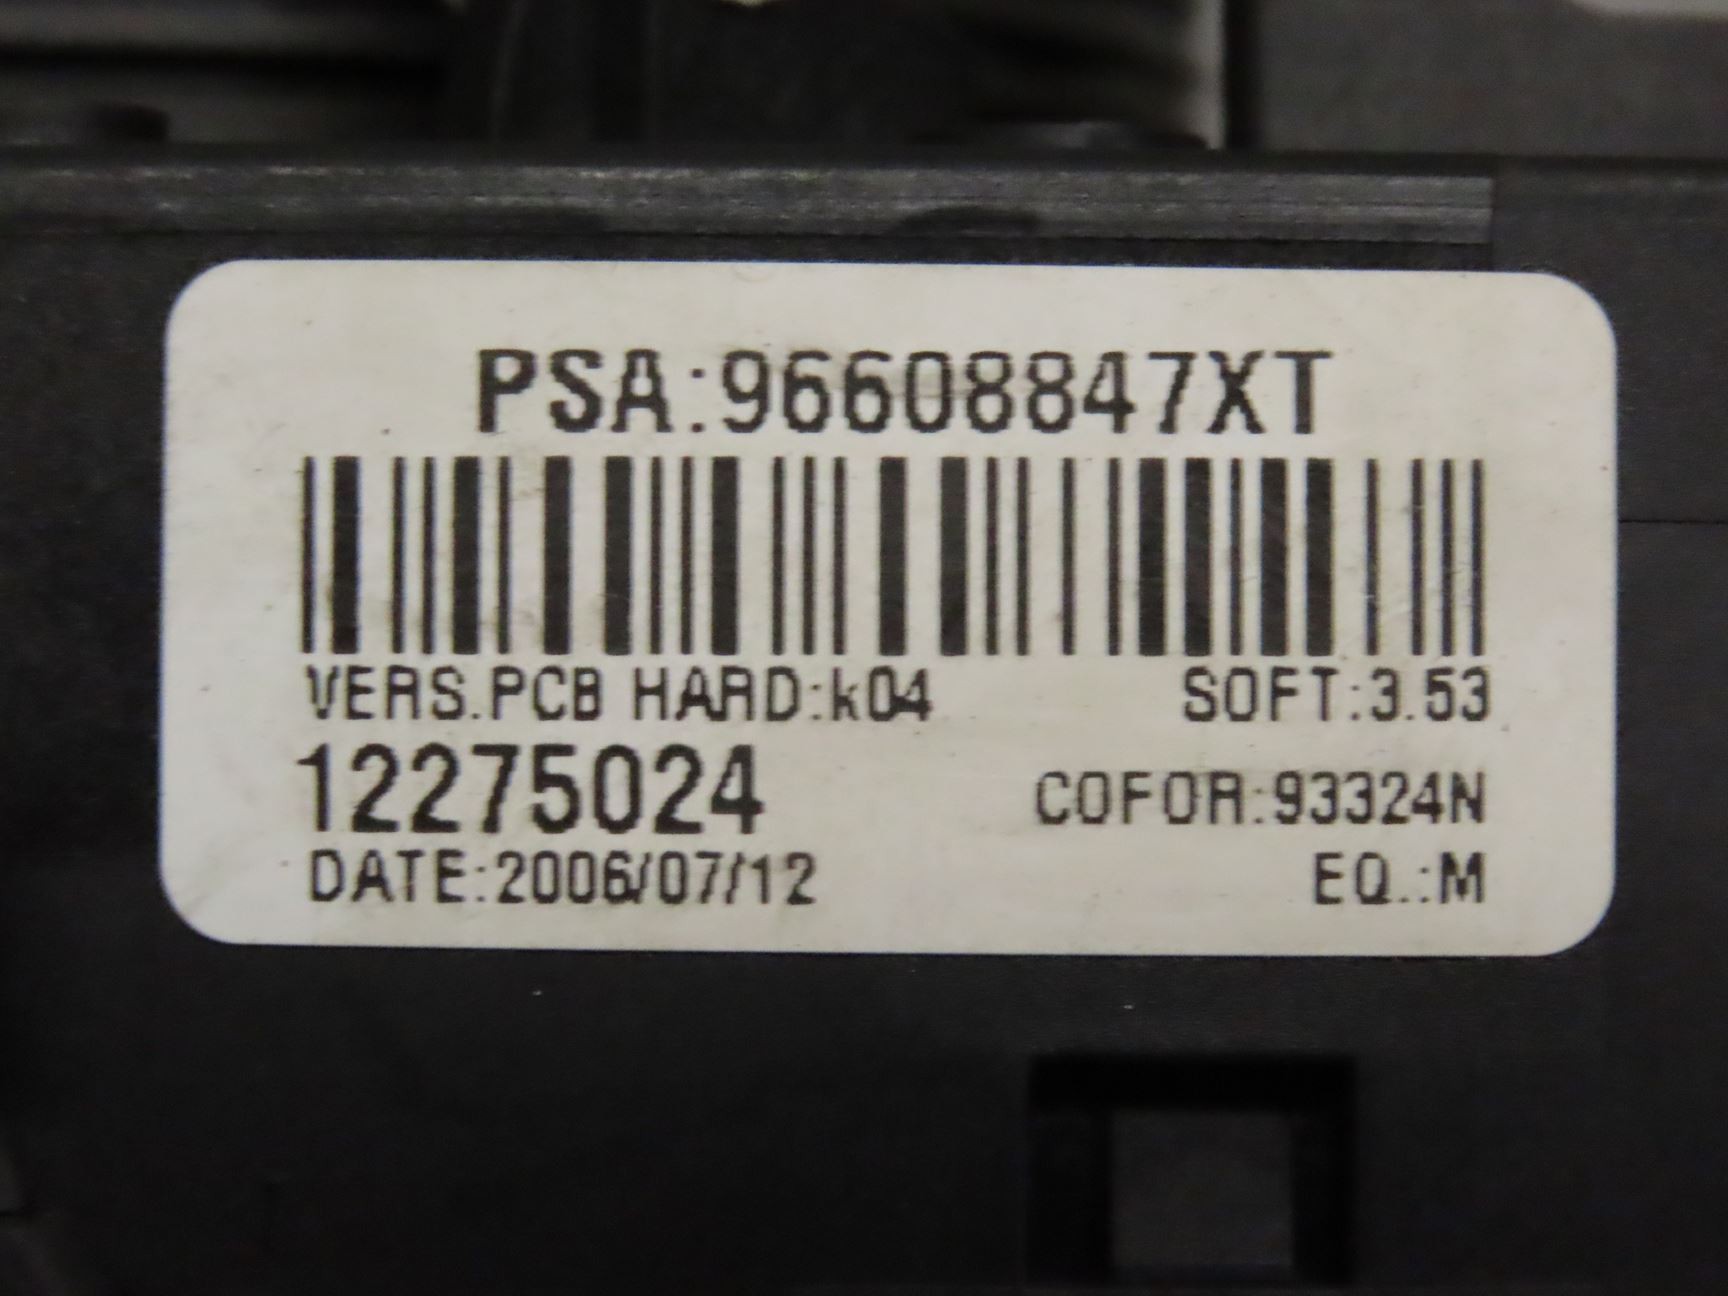 PSA:96608847XT
VERS.PCB HARD:k04 SOFT:3.53
12275024 COFOR:93324N
DATE:2006/07/12 EQ.:M